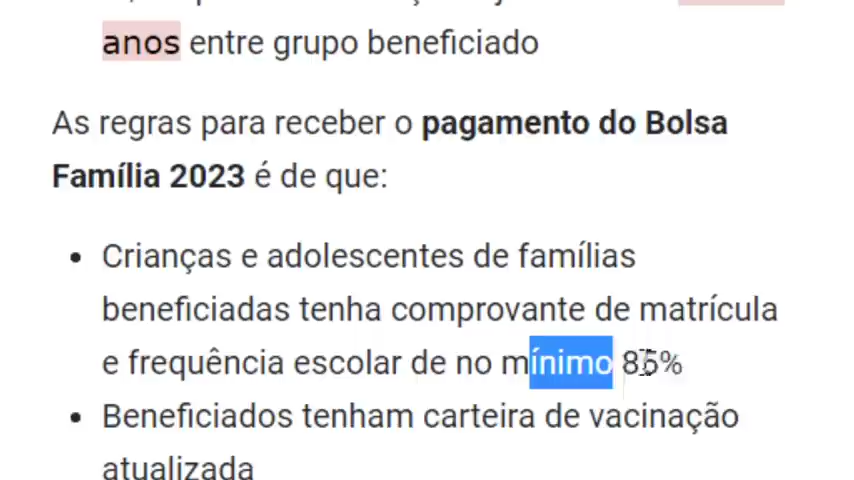 anos entre grupo beneficiado
As regras para receber o pagamento do Bolsa
Família 2023 é de que:
• Crianças e adolescentes de famílias
beneficiadas tenha comprovante de matrícula
e frequência escolar de no mínimo 85%
• Beneficiados tenham carteira de vacinação
atualizada